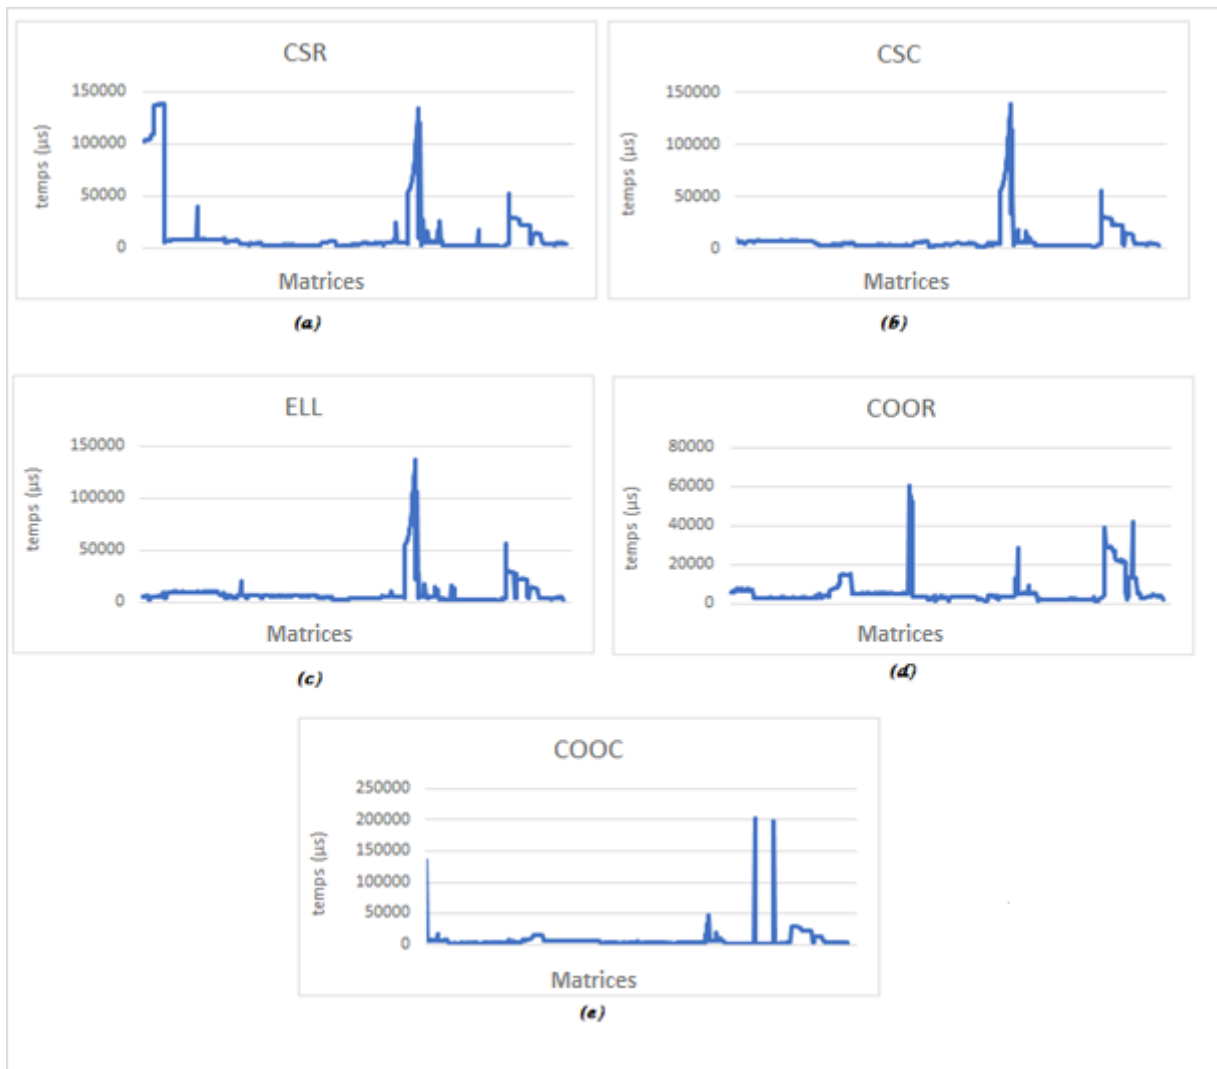 CSR
150000
100000
50000
0
temps (µs)
Matrices
(a)
CSC
150000
100000
50000
0
temps (µs)
Matrices
(b)
ELL
150000
100000
50000
0
temps (µs)
Matrices
(c)
COOR
80000
60000
40000
20000
0
temps (µs)
Matrices
(d)
COOC
250000
200000
150000
100000
50000
0
temps (µs)
Matrices
(e)